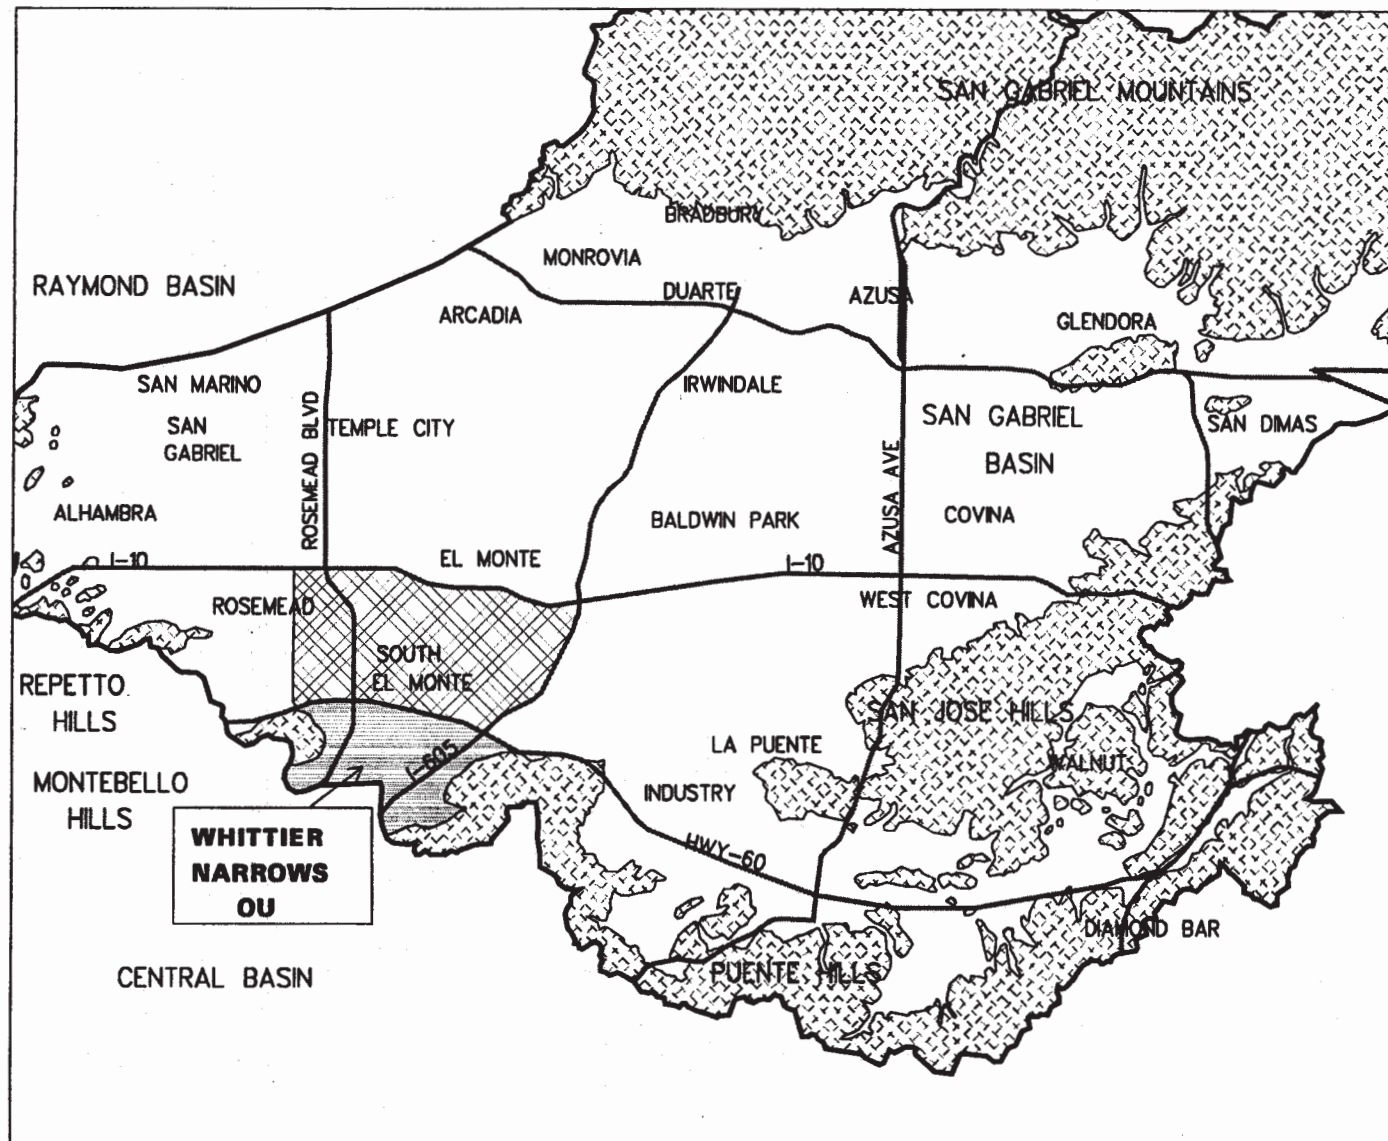 SAN GABRIEL MOUNTAINS
BRADBURY
MONROVIA
RAYMOND BASIN
DUARTE
AZUSA
ARCADIA
GLENDORA
SAN MARINO
IRWINDALE
SAN
GABRIEL
ROSEMEAD BLVD
TEMPLE CITY
SAN GABRIEL
BASIN
SAN DIMAS
AZUSA AVE
ALHAMBRA
BALDWIN PARK
COVINA
I-10
EL MONTE
I-10
ROSEMEAD
WEST COVINA
SOUTH
EL MONTE
REPETTO
HILLS
SAN JOSE HILLS
LA PUENTE
I-605
WALNUT
MONTEBELLO
HILLS
INDUSTRY
WHITTIER
NARROWS
OU
HWY-60
DIAMOND BAR
CENTRAL BASIN
PUENTE HILLS